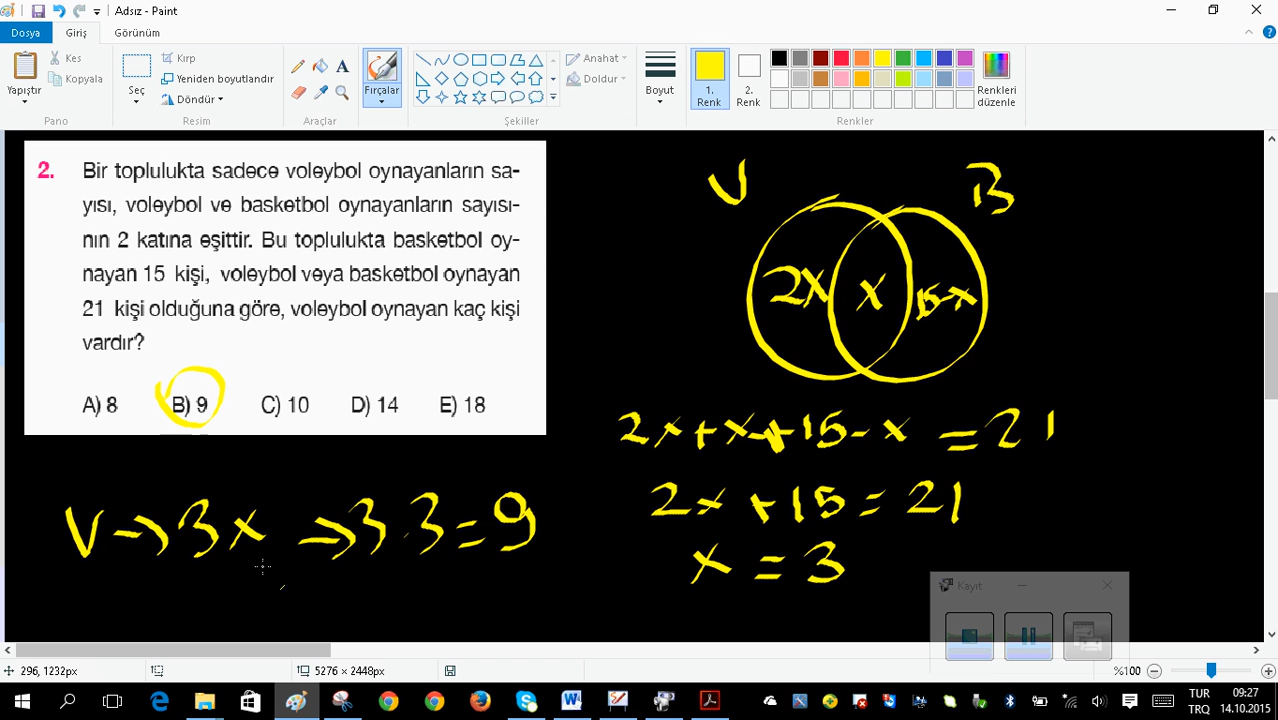 Adsız - Paint
Dosya
Giriş
Görünüm
Yapıştır
Kes
Kopyala
Pano
Seç
Kırp
Yeniden boyutlandır
Döndür
Resim
A
Araçlar
Fırçalar
Anahat
Doldur
Şekiller
Boyut
1.
Renk
2.
Renk
Renkleri
düzenle
Renkler
2. Bir toplulukta sadece voleybol oynayanların sa-
yısı, voleybol ve basketbol oynayanların sayısı-
nın 2 katına eşittir. Bu toplulukta basketbol oy-
nayan 15 kişi, voleybol veya basketbol oynayan
21 kişi olduğuna göre, voleybol oynayan kaç kişi
vardır?
A) 8 B) 9 C) 10 D) 14 E) 18
V B
2x x 15-x
2x+x+15-x = 21
2x+15=21
x = 3
V→3x ⇒3.3=9
Kayıt
296, 1232px
5276 × 2448px
%100
TUR
TRQ
09:27
14.10.2015